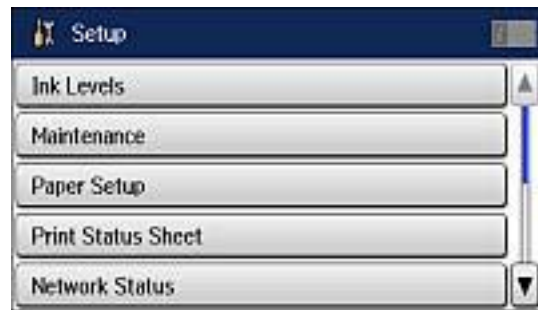 Setup
Ink Levels
Maintenance
Paper Setup
Print Status Sheet
Network Status